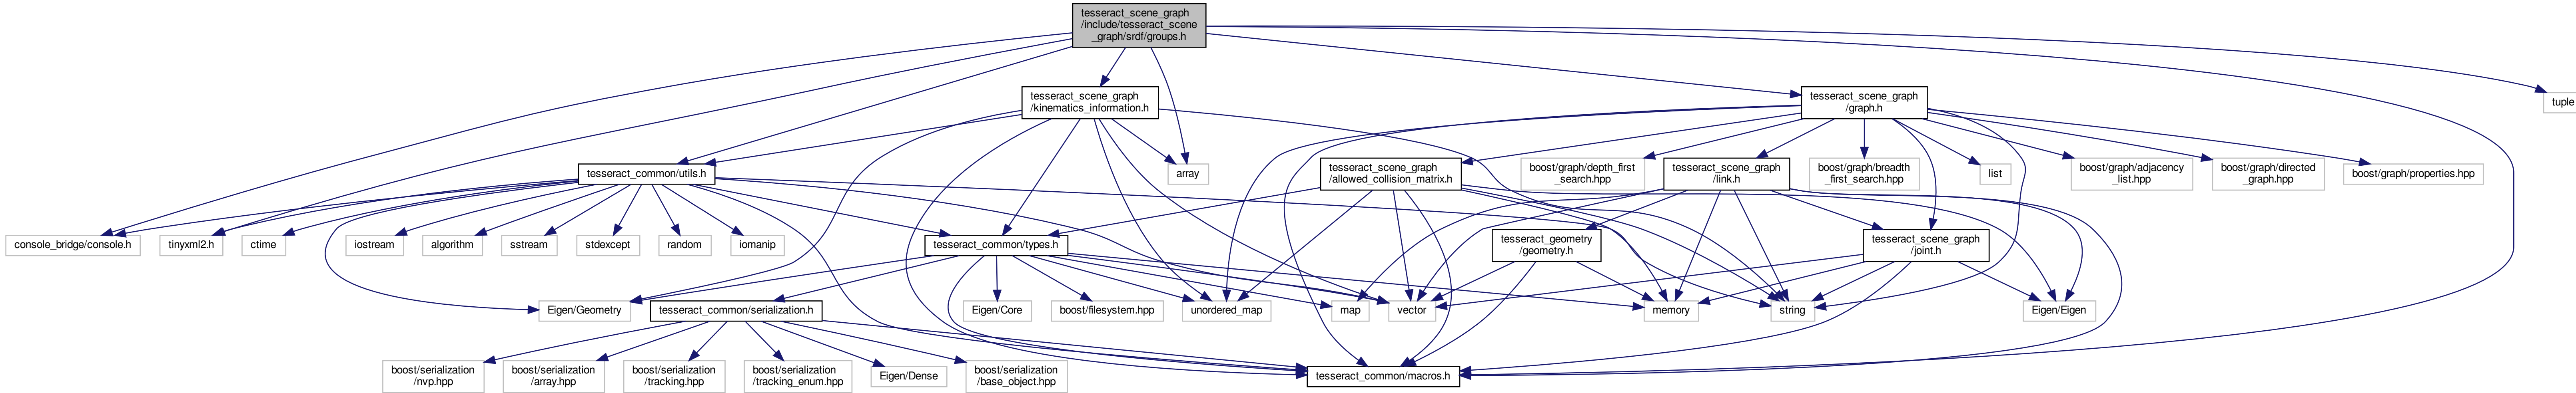 tesseract_scene_graph
/include/tesseract_scene
_graph/srdf/groups.h
tesseract_scene_graph
/kinematics_information.h
tesseract_scene_graph
/graph.h
tuple
tesseract_common/utils.h
array
tesseract_scene_graph
/allowed_collision_matrix.h
boost/graph/depth_first
_search.hpp
tesseract_scene_graph
/link.h
boost/graph/breadth
_first_search.hpp
list
boost/graph/adjacency
_list.hpp
boost/graph/directed
_graph.hpp
boost/graph/properties.hpp
console_bridge/console.h
tinyxml2.h
ctime
iostream
algorithm
sstream
stdexcept
random
iomanip
tesseract_common/types.h
tesseract_geometry
/geometry.h
tesseract_scene_graph
/joint.h
Eigen/Geometry
tesseract_common/serialization.h
Eigen/Core
boost/filesystem.hpp
unordered_map
map
vector
memory
string
Eigen/Eigen
boost/serialization
/nvp.hpp
boost/serialization
/array.hpp
boost/serialization
/tracking.hpp
boost/serialization
/tracking_enum.hpp
Eigen/Dense
boost/serialization
/base_object.hpp
tesseract_common/macros.h